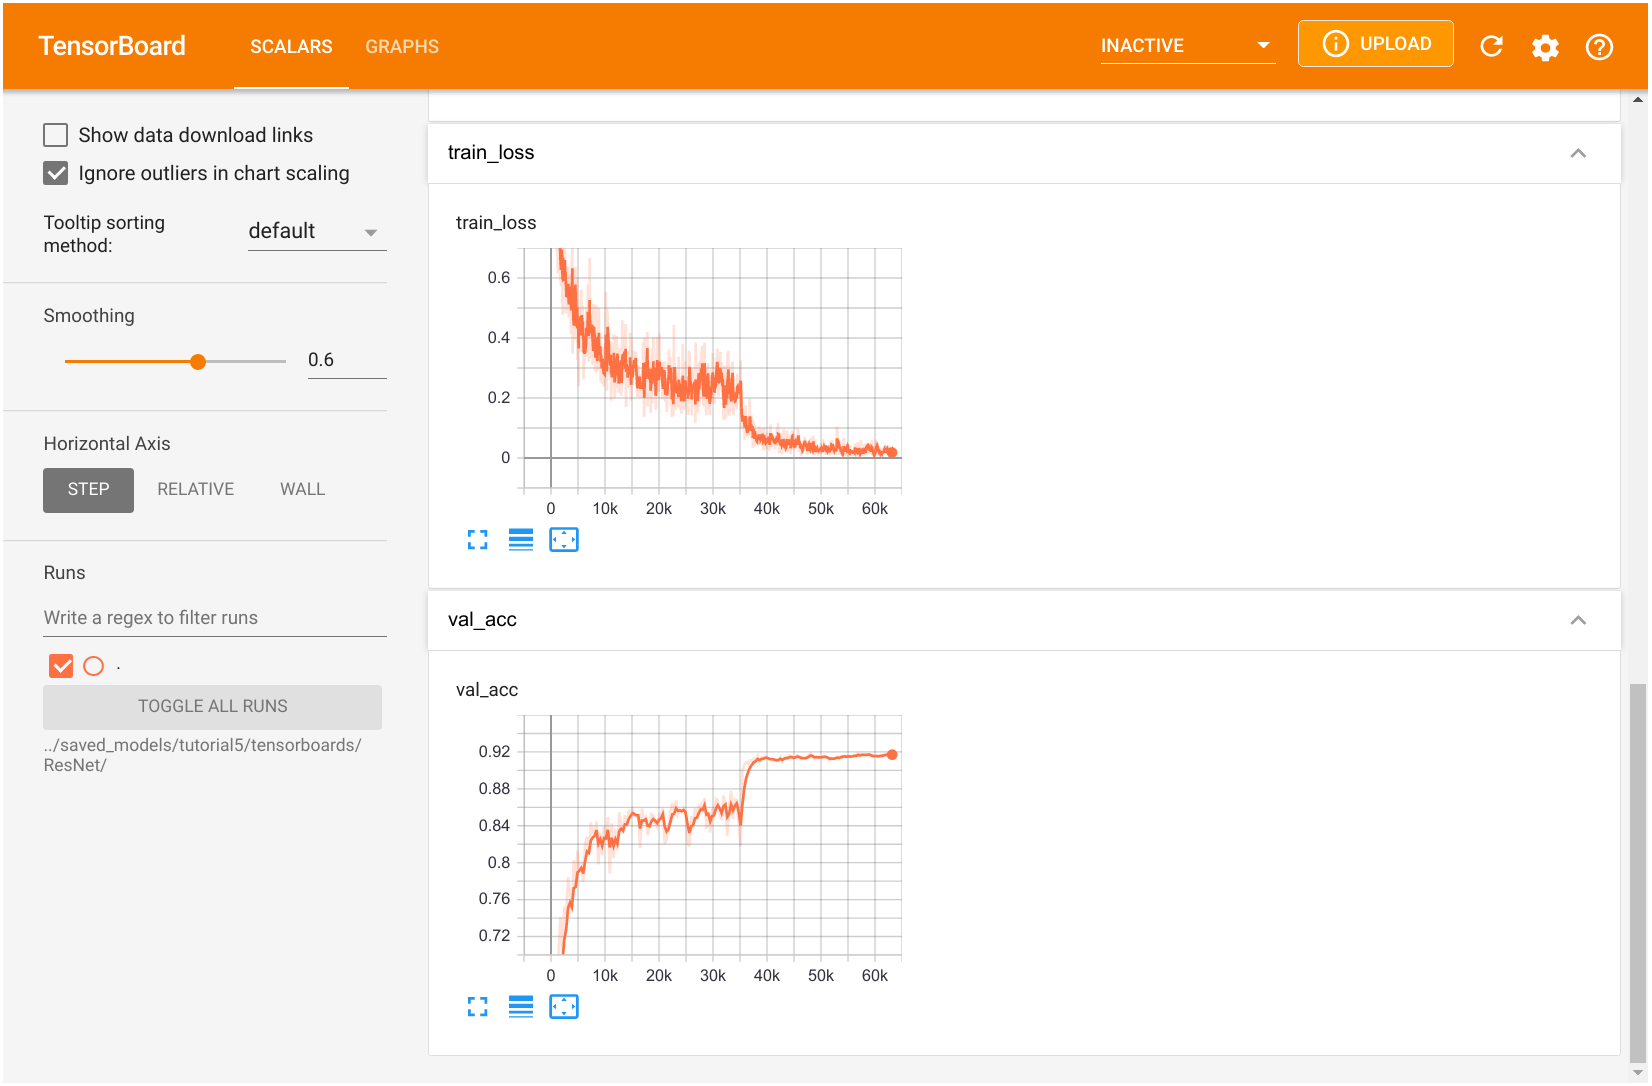 TensorBoard
SCALARS
GRAPHS
INACTIVE
UPLOAD
Show data download links
Ignore outliers in chart scaling
Tooltip sorting
method:
default
Smoothing
0.6
Horizontal Axis
STEP
RELATIVE
WALL
Runs
Write a regex to filter runs
.
TOGGLE ALL RUNS
../saved_models/tutorial5/tensorboards/
ResNet/
train_loss
train_loss
0.6
0.4
0.2
0
0 10k 20k 30k 40k 50k 60k
val_acc
val_acc
0.92
0.88
0.84
0.8
0.76
0.72
0 10k 20k 30k 40k 50k 60k